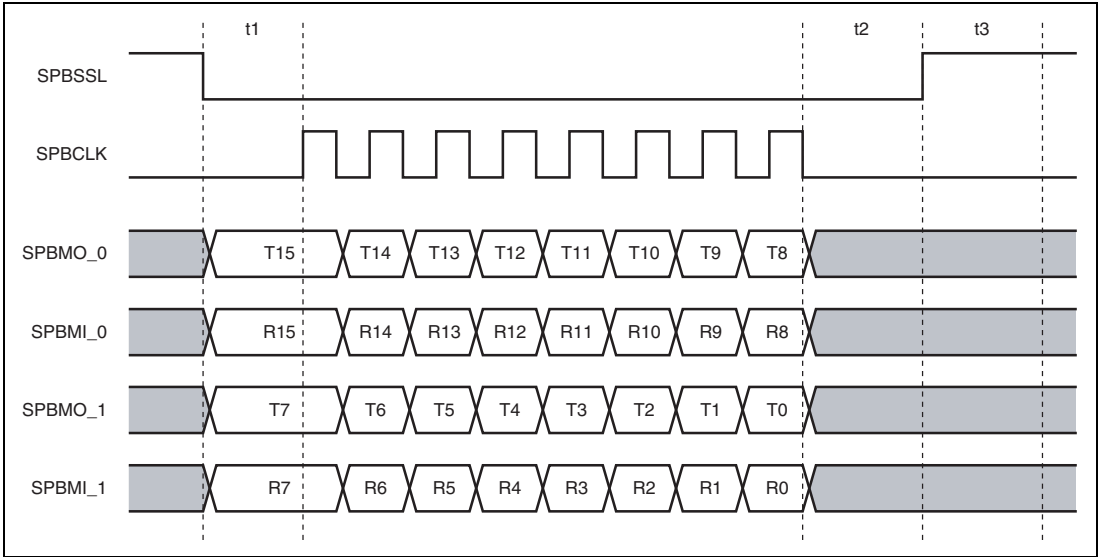 t1 t2 t3
SPBSSL
SPBCLK
SPBMO_0 T15 T14 T13 T12 T11 T10 T9 T8
SPBMI_0 R15 R14 R13 R12 R11 R10 R9 R8
SPBMO_1 T7 T6 T5 T4 T3 T2 T1 T0
SPBMI_1 R7 R6 R5 R4 R3 R2 R1 R0